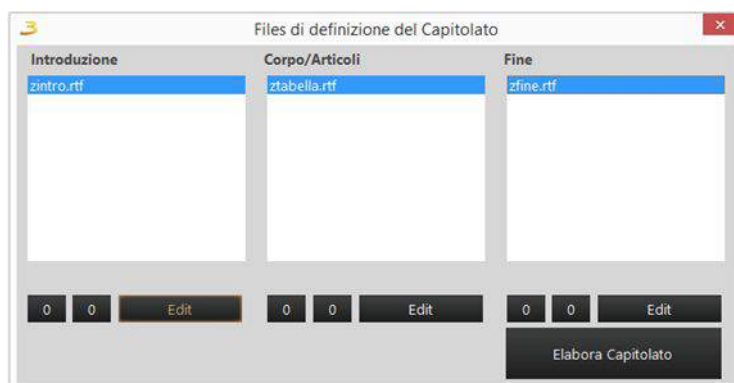 Files di definizione del Capitolato
Introduzione Corpo/Articoli Fine
zintro.rtf ztabella.rtf zfine.rtf
0 0 Edit 0 0 Edit 0 0 Edit
Elabora Capitolato